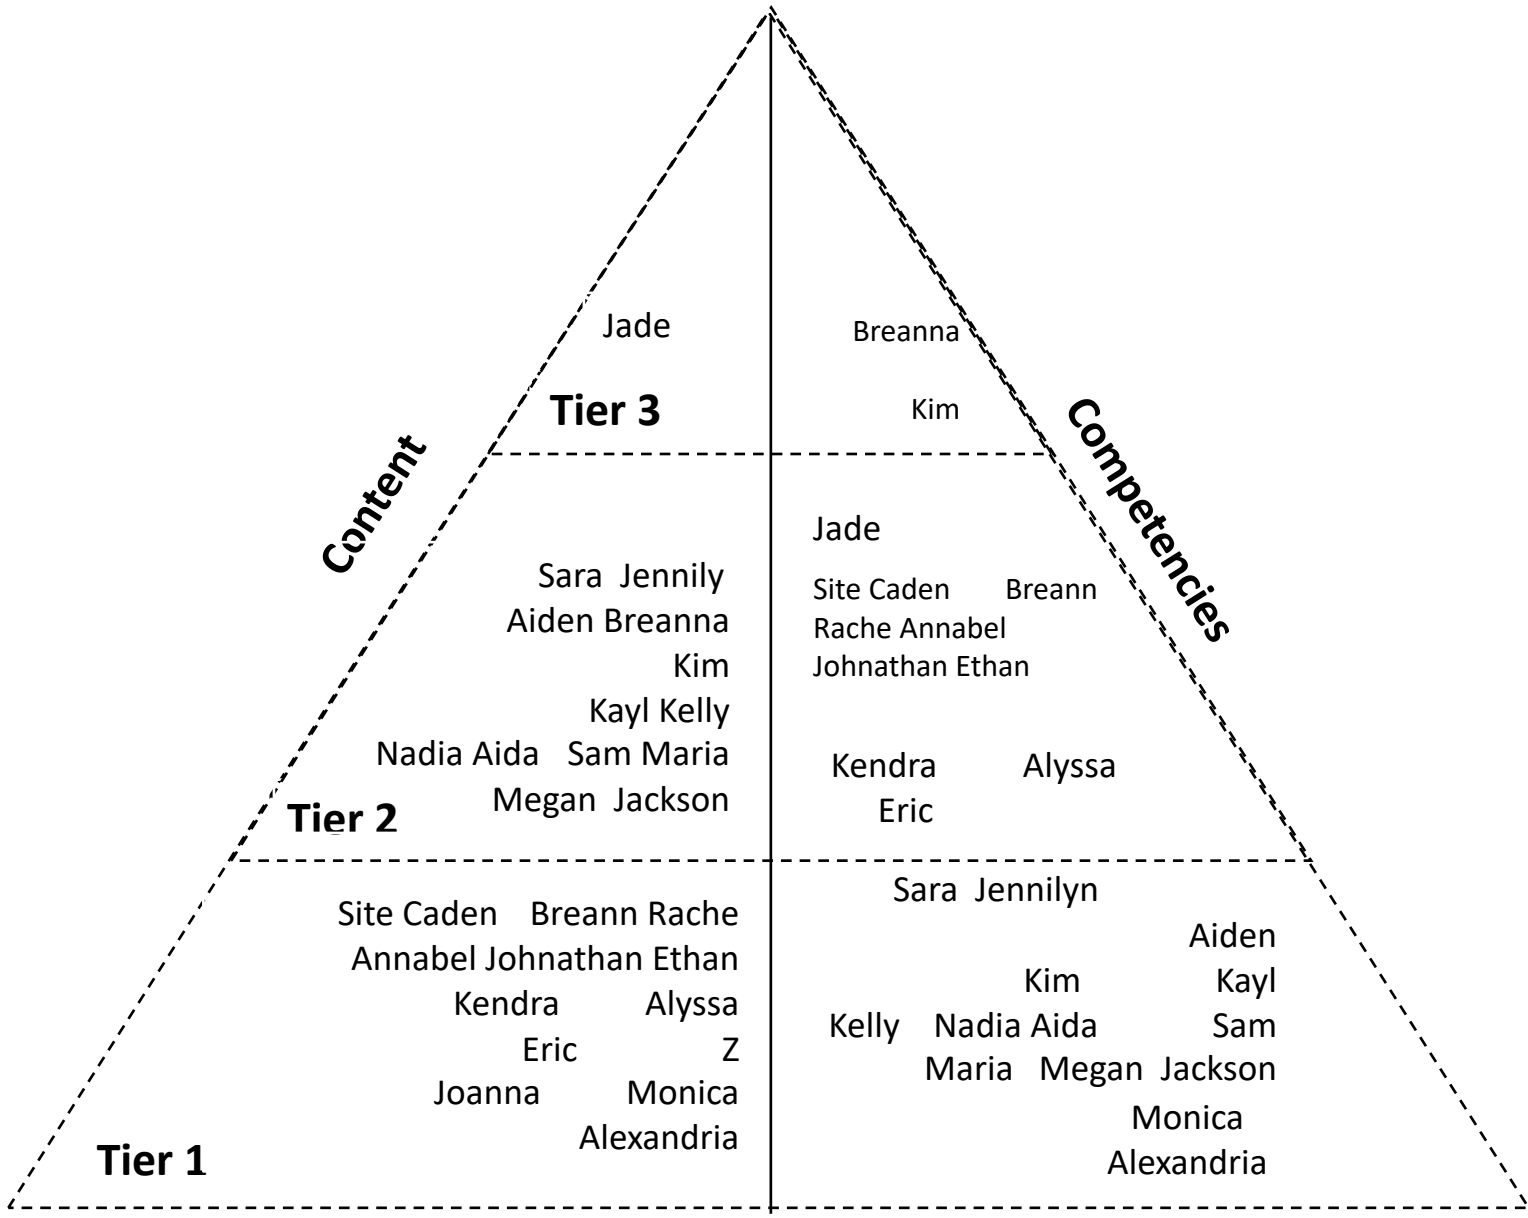 Jade
Tier 3
Content
Sara Jennily
Aiden Breanna
Kim
Kayl Kelly
Nadia Aida Sam Maria
Megan Jackson
Tier 2
Site Caden Breann Rache
Annabel Johnathan Ethan
Kendra Alyssa
Eric Z
Joanna Monica
Alexandria
Tier 1
Breanna
Kim
Competencies
Jade
Site Caden Breann
Rache Annabel
Johnathan Ethan
Kendra Alyssa
Eric
Sara Jennilyn
Aiden
Kim Kayl
Kelly Nadia Aida Sam
Maria Megan Jackson
Monica
Alexandria